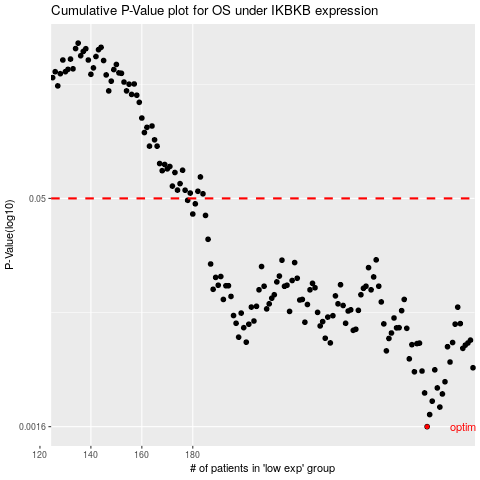 Cumulative P-Value plot for OS under IKBKB expression
P-Value(log10)
0.05
0.0016
optim
120 140 160 180
# of patients in 'low exp' group